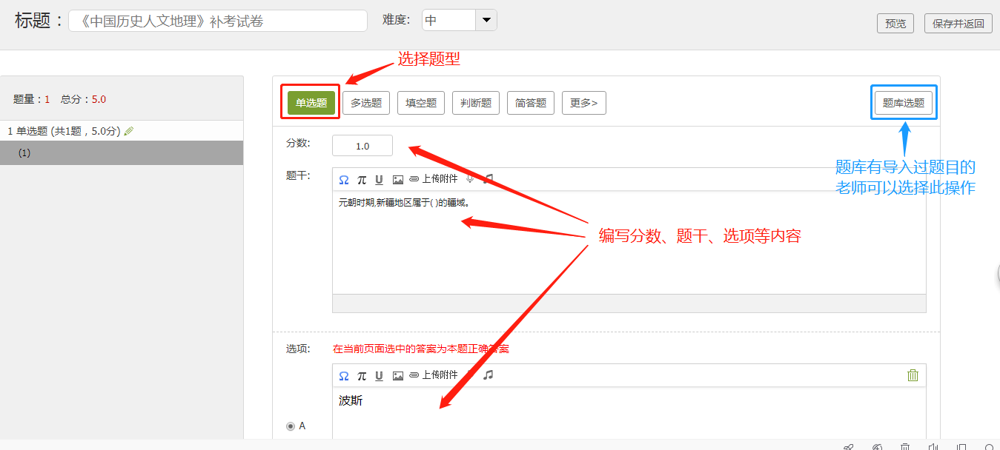 标题： 《中国历史人文地理》补考试卷 难度: 中 预览 保存并返回
选择题型
题量：1 总分：5.0
单选题 多选题 填空题 判断题 简答题 更多> 题库选题
1 单选题 (共1题，5.0分)
(1)
分数: 1.0
题库有导入过题目的
老师可以选择此操作
题干: Ω π U 上传附件
元朝时期,新疆地区属于( )的疆域。
编写分数、题干、选项等内容
选项: 在当前页面选中的答案为本题正确答案
Ω π U 上传附件
波斯
A